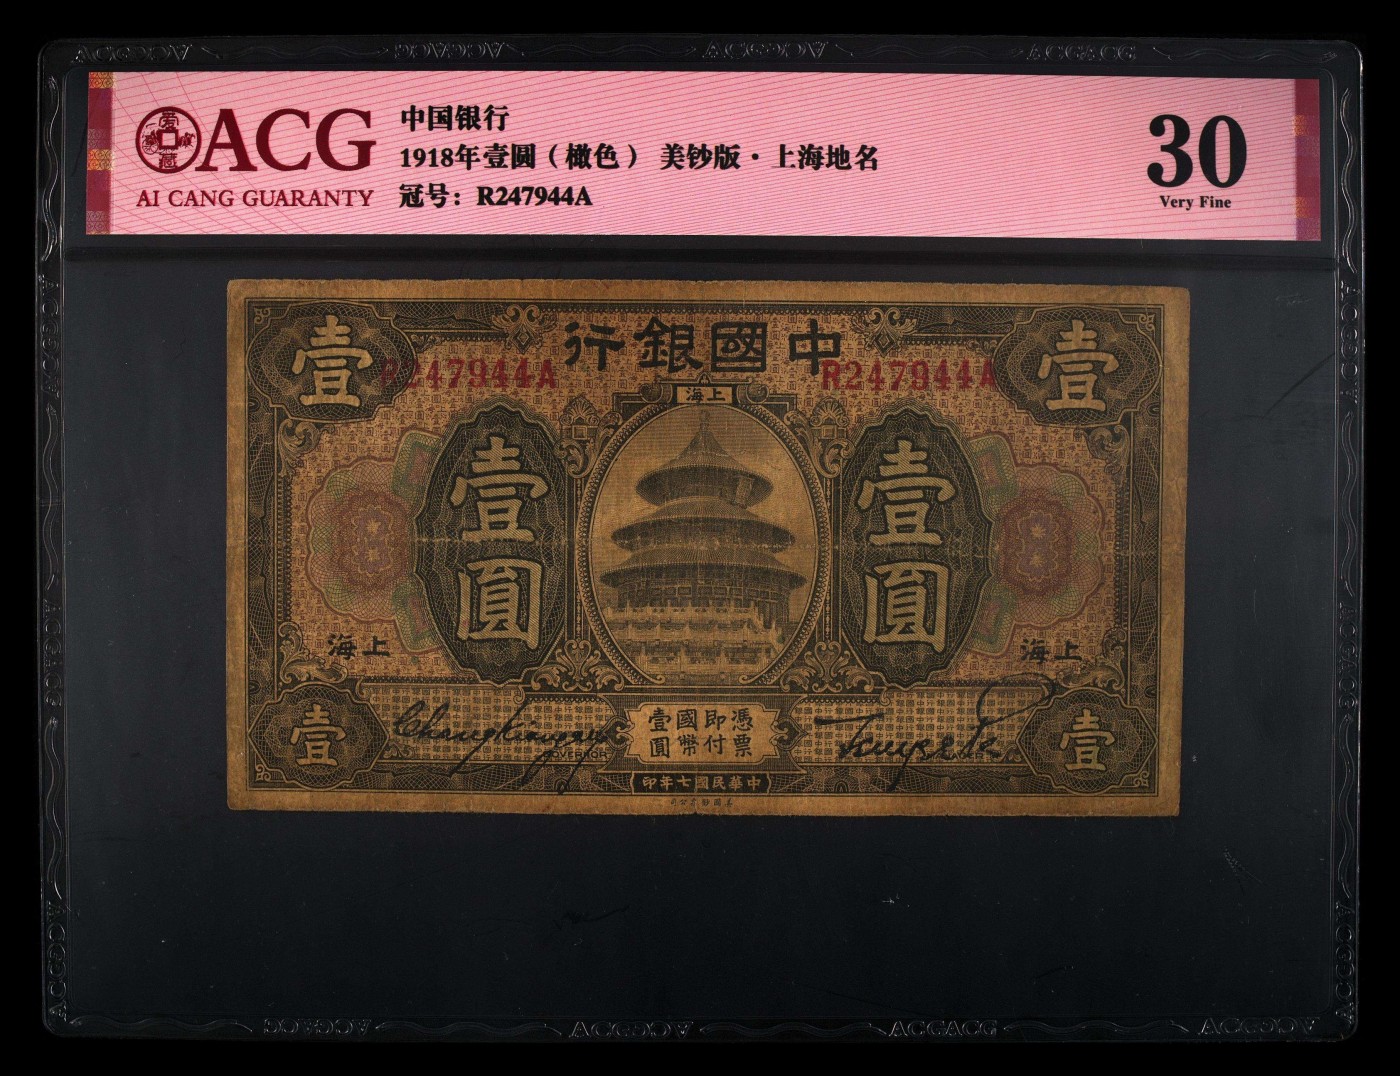 ACG
AI CANG GUARANTY
中国银行
1918年壹圆（橄色） 美钞版·上海地名
冠号：R247944A
30
Very Fine
行銀國中
壹
壹
R247944A
R247944A
海上
壹圓
壹圓
海上
海上
壹
壹
憑票即付國幣壹圓
GOVERNOR
印年七國民華中